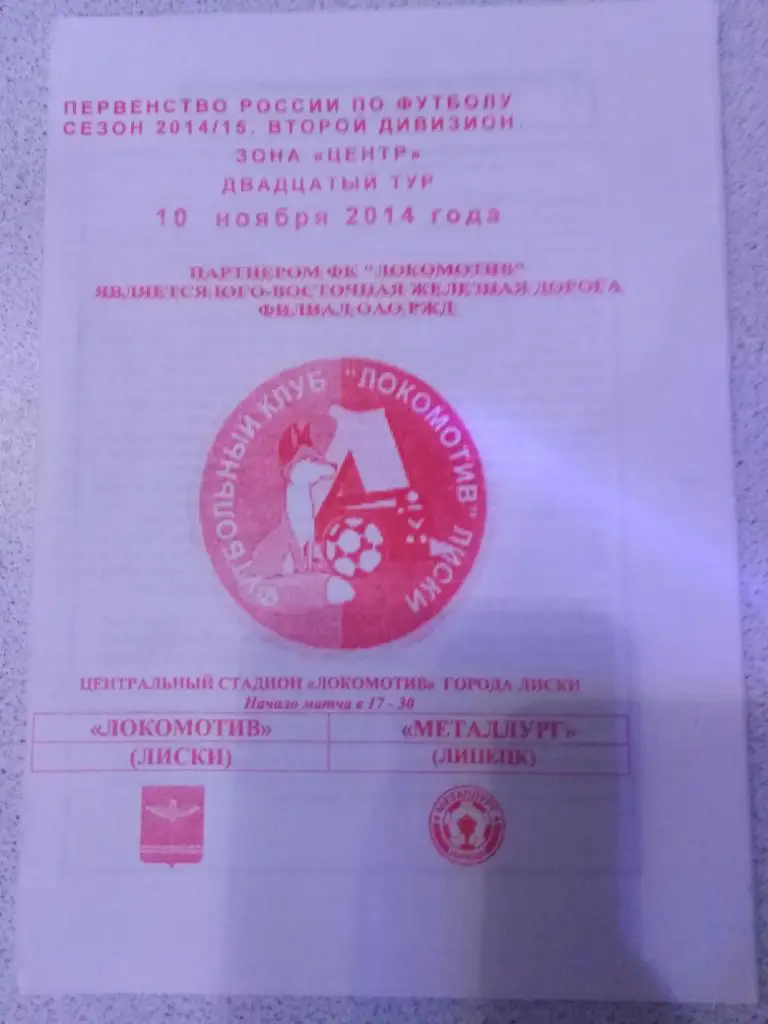 ПЕРВЕНСТВО РОССИИ ПО ФУТБОЛУ
СЕЗОН 2014/15. ВТОРОЙ ДИВИЗИОН.
ЗОНА «ЦЕНТР»
ДВАДЦАТЫЙ ТУР
10 ноября 2014 года
ПАРТНЕРОМ ФК "ЛОКОМОТИВ"
ЯВЛЯЕТСЯ ЮГО-ВОСТОЧНАЯ ЖЕЛЕЗНАЯ ДОРОГА
ФИЛИАЛ ОАО РЖД
ФУТБОЛЬНЫЙ КЛУБ "ЛОКОМОТИВ" ЛИСКИ
ЦЕНТРАЛЬНЫЙ СТАДИОН «ЛОКОМОТИВ» ГОРОДА ЛИСКИ
Начало матча в 17 - 30
«ЛОКОМОТИВ» «МЕТАЛЛУРГ»
(ЛИСКИ) (ЛИПЕЦК)
МЕТАЛЛУРГ